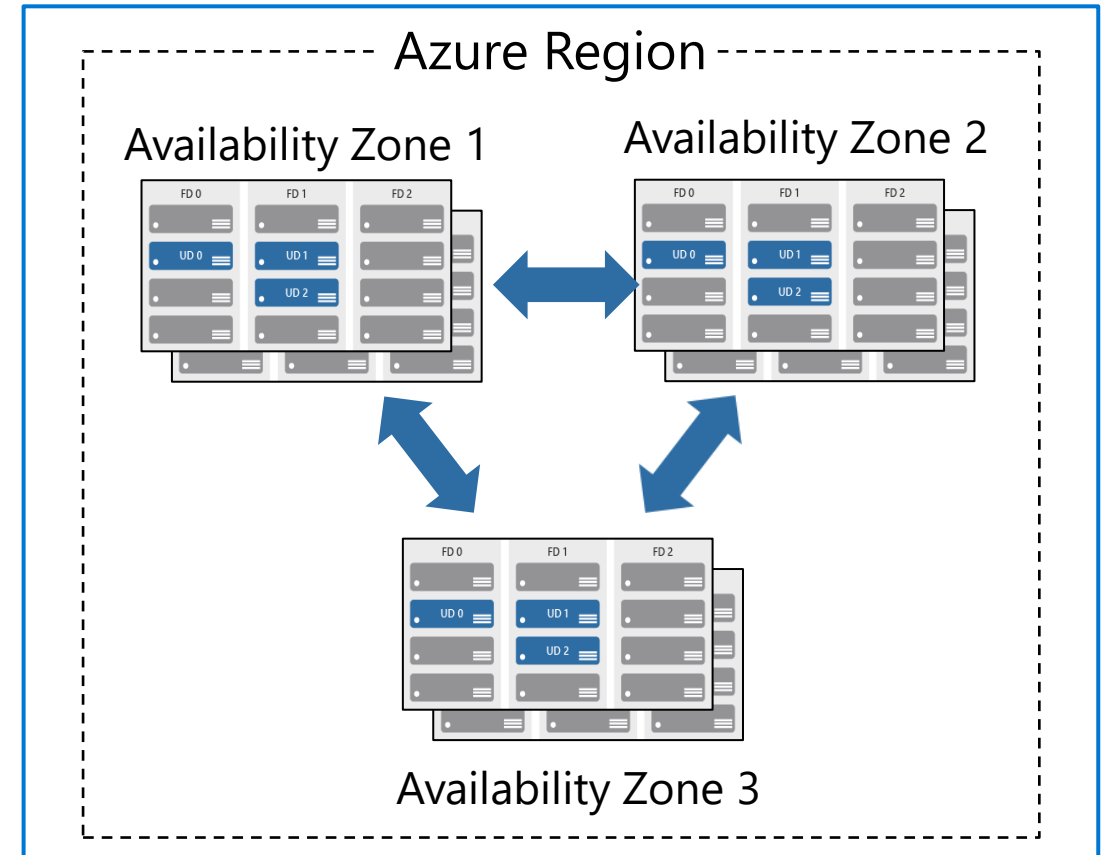 Azure Region
Availability Zone 1
FD 0 FD 1 FD 2
UD 0 UD 1
UD 2
Availability Zone 2
FD 0 FD 1 FD 2
UD 0 UD 1
UD 2
FD 0 FD 1 FD 2
UD 0 UD 1
UD 2
Availability Zone 3